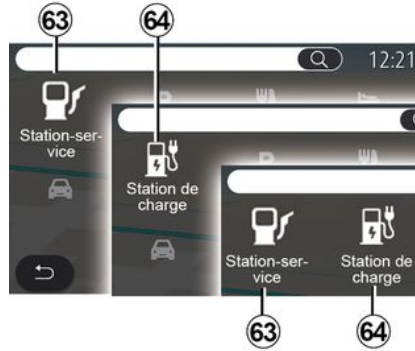 63
64
12:21
Station-ser-
vice
Station de
charge
Station-ser-
vice
Station de
charge
63
64